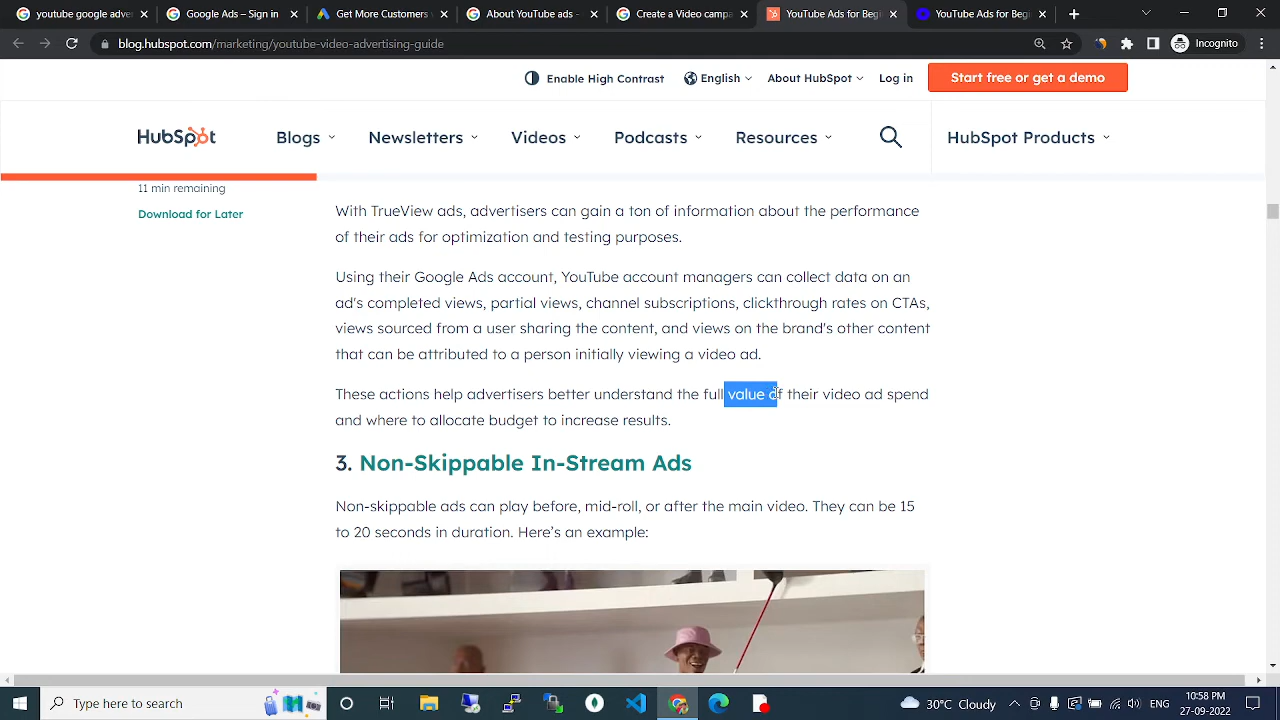 youtube google adver
Google Ads – Sign in
Get More Customers
About YouTube ads -
Create a Video campa
YouTube Ads for Begi
YouTube Ads for Begi
blog.hubspot.com/marketing/youtube-video-advertising-guide
Incognito
Enable High Contrast
English
About HubSpot
Log in
Start free or get a demo
HubSpot
Blogs
Newsletters
Videos
Podcasts
Resources
HubSpot Products
11 min remaining
Download for Later
With TrueView ads, advertisers can gain a ton of information about the performance
of their ads for optimization and testing purposes.
Using their Google Ads account, YouTube account managers can collect data on an
ad's completed views, partial views, channel subscriptions, clickthrough rates on CTAs,
views sourced from a user sharing the content, and views on the brand's other content
that can be attributed to a person initially viewing a video ad.
These actions help advertisers better understand the full value of their video ad spend
and where to allocate budget to increase results.
3. Non-Skippable In-Stream Ads
Non-skippable ads can play before, mid-roll, or after the main video. They can be 15
to 20 seconds in duration. Here's an example:
Type here to search
30°C Cloudy
ENG
10:58 PM
27-09-2022